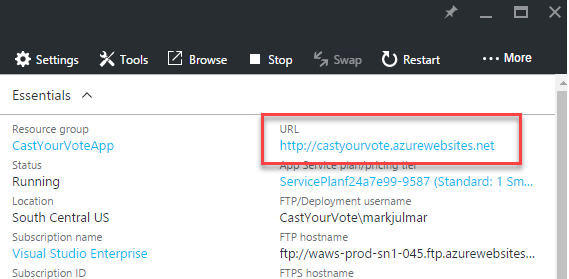 Settings Tools Browse Stop Swap Restart ••• More
Essentials
Resource group
CastYourVoteApp
Status
Running
Location
South Central US
Subscription name
Visual Studio Enterprise
Subscription ID
URL
http://castyourvote.azurewebsites.net
App Service plan/pricing tier
ServicePlanf24a7e99-9587 (Standard: 1 Sm...
FTP/Deployment username
CastYourVote\markjulmar
FTP hostname
ftp://waws-prod-sn1-045.ftp.azurewebsites...
FTPS hostname